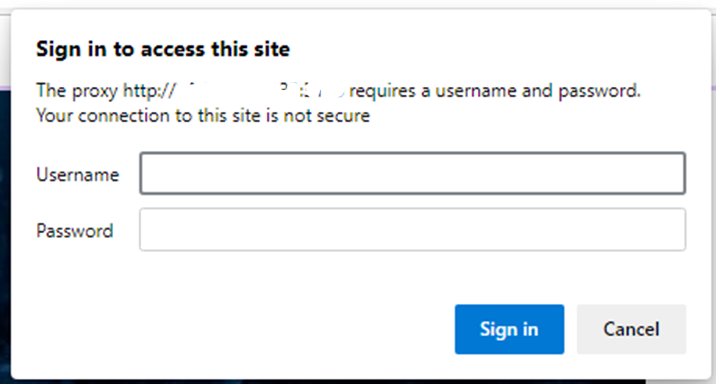 Sign in to access this site
The proxy http:// requires a username and password.
Your connection to this site is not secure
Username
Password
Sign in
Cancel